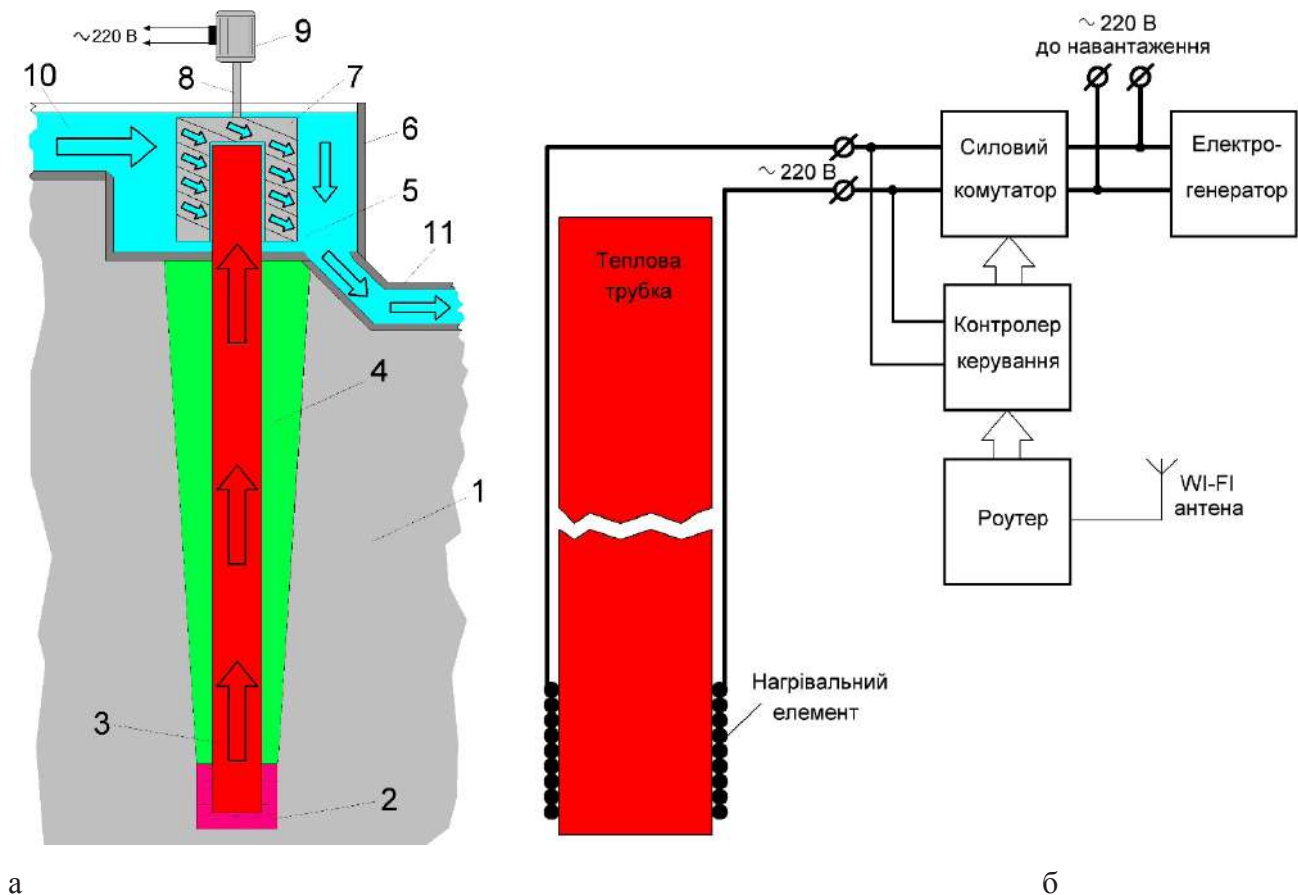 ~220 В
9
8
7
10
6
5
11
4
1
3
2
а
~ 220 В
до навантаження
Силовий
комутатор
Електро-
генератор
~ 220 В
Теплова
трубка
Контролер
керування
Роутер
WI-FI
антена
Нагрівальний
елемент
б